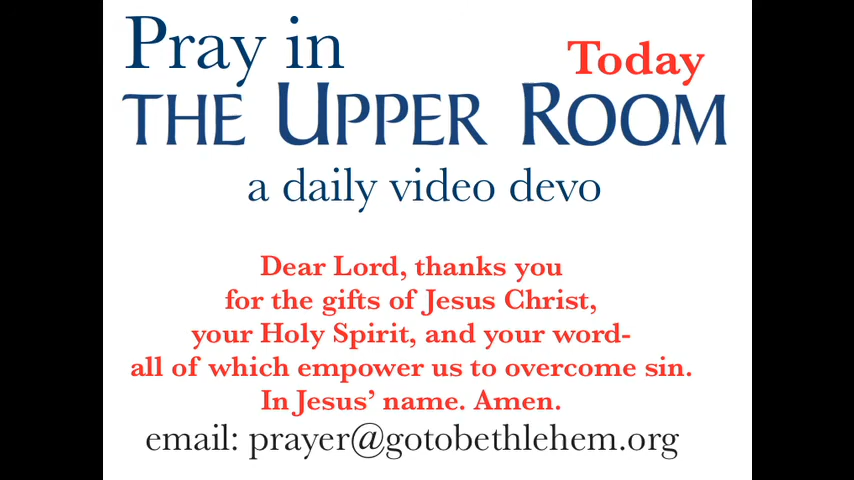 Pray in
Today
THE UPPER ROOM
a daily video devo
Dear Lord, thanks you
for the gifts of Jesus Christ,
your Holy Spirit, and your word-
all of which empower us to overcome sin.
In Jesus’ name. Amen.
email: prayer@gotobethlehem.org